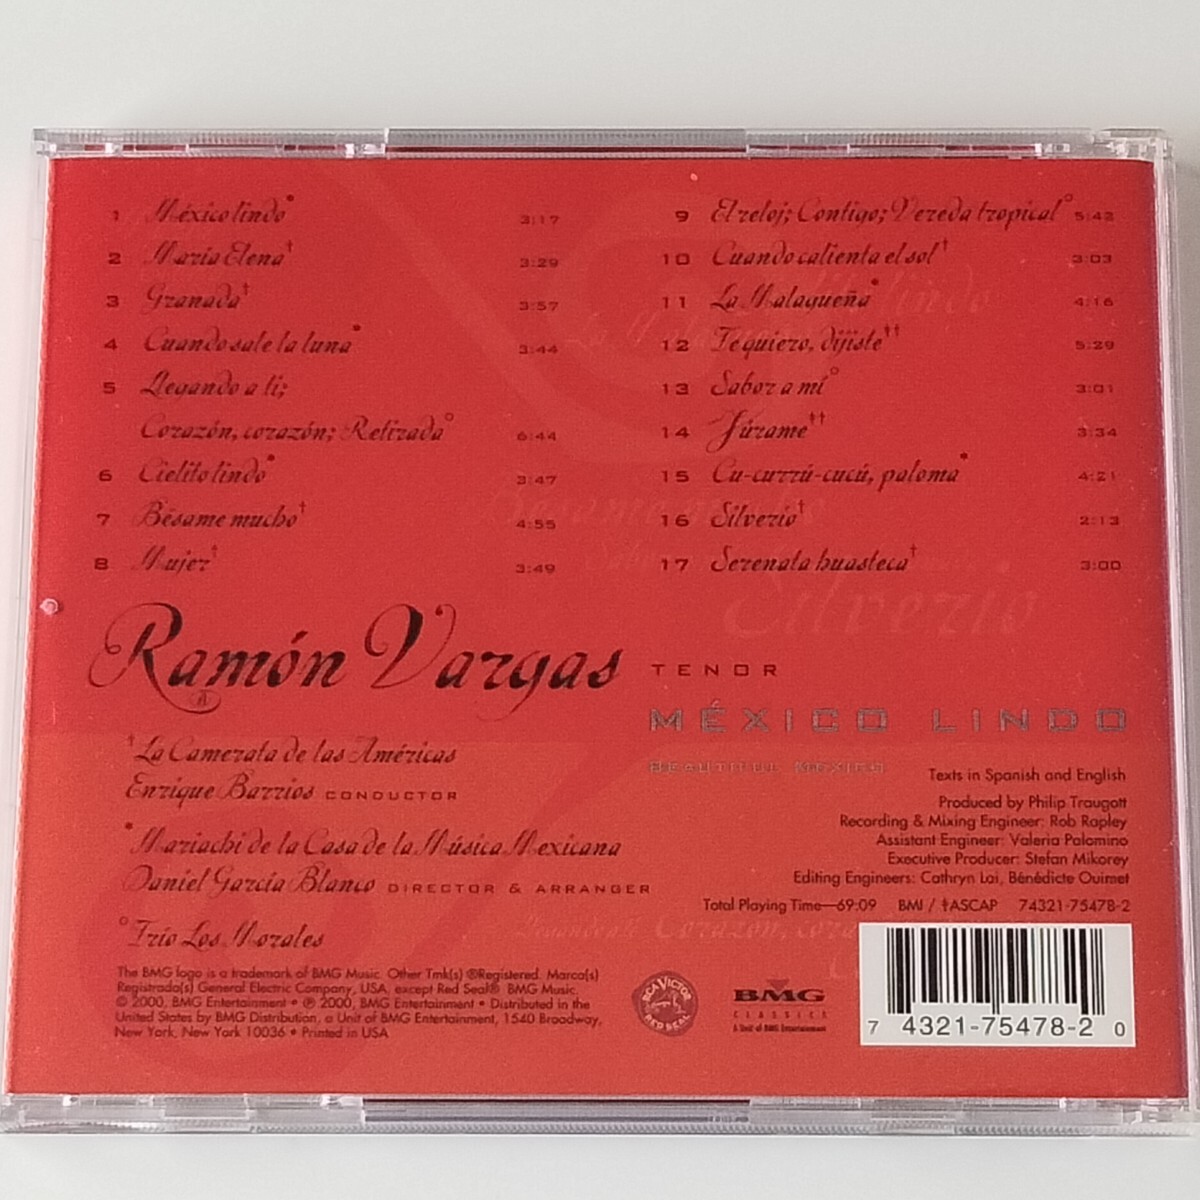 1 México lindo* 3:17
2 María Elena† 3:29
3 Granada† 3:57
4 Cuando sale la luna* 3:44
5 Llegando a ti;
Corazón, corazón; Retirada° 6:44
6 Cielito lindo* 3:47
7 Bésame mucho† 4:55
8 Mujer† 3:49
9 El reloj; Contigo; Vereda tropical° 5:42
10 Cuando calienta el sol† 3:03
11 La Malagueña* 4:16
12 Te quiero, dijiste†† 5:29
13 Sabor a mí° 3:01
14 Júrame†† 3:34
15 Cu-currú-cucú, paloma* 4:21
16 Silverio† 2:13
17 Serenata huasteca† 3:00
Silverio
Ramón Vargas TENOR
MÉXICO LINDO
BEAUTIFUL MEXICO
†La Camerata de las Américas
Enrique Barrios CONDUCTOR
*Mariachi de la Casa de la Música Mexicana
Daniel García Blanco DIRECTOR & ARRANGER
°Trío Los Morales
Texts in Spanish and English
Produced by Philip Traugott
Recording & Mixing Engineer: Rob Rapley
Assistant Engineer: Valeria Palomino
Executive Producer: Stefan Mikorey
Editing Engineers: Cathryn Lai, Bénédicte Ouimet
Total Playing Time—69:09 BMI / ‡ASCAP 74321-75478-2
The BMG logo is a trademark of BMG Music. Other Tmk(s) ®Registered. Marca(s)
Registrada(s) General Electric Company, USA, except Red Seal® BMG Music.
© 2000, BMG Entertainment • ℗ 2000, BMG Entertainment • Distributed in the
United States by BMG Distribution, a Unit of BMG Entertainment, 1540 Broadway,
New York, New York 10036 • Printed in USA
RCA VICTOR
RED SEAL
BMG
CLASSICS
A Unit of BMG Entertainment
7 4321-75478-2 0